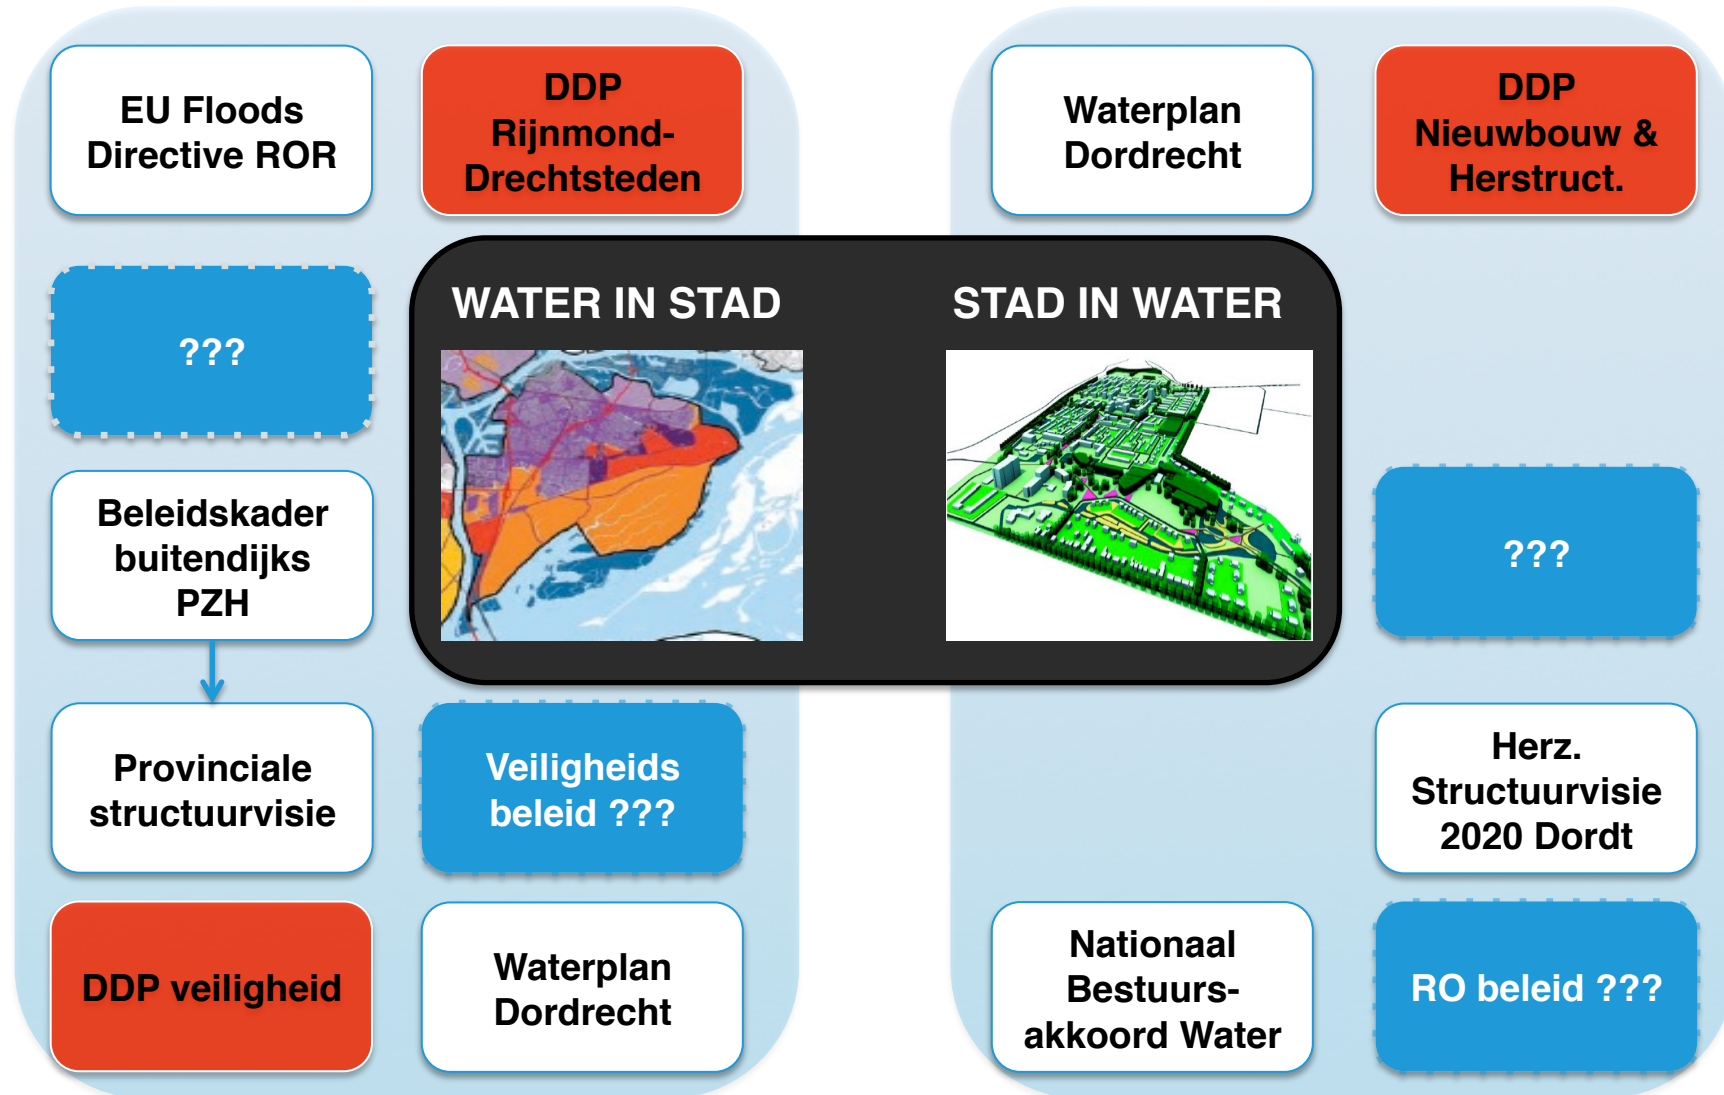 EU Floods
Directive ROR
DDP
Rijnmond-
Drechtsteden
Waterplan
Dordrecht
DDP
Nieuwbouw &
Herstruct.
???
WATER IN STAD
STAD IN WATER
Beleidskader
buitendijks
PZH
???
Provinciale
structuurvisie
Veiligheids
beleid ???
Herz.
Structuurvisie
2020 Dordt
DDP veiligheid
Waterplan
Dordrecht
Nationaal
Bestuurs-
akkoord Water
RO beleid ???